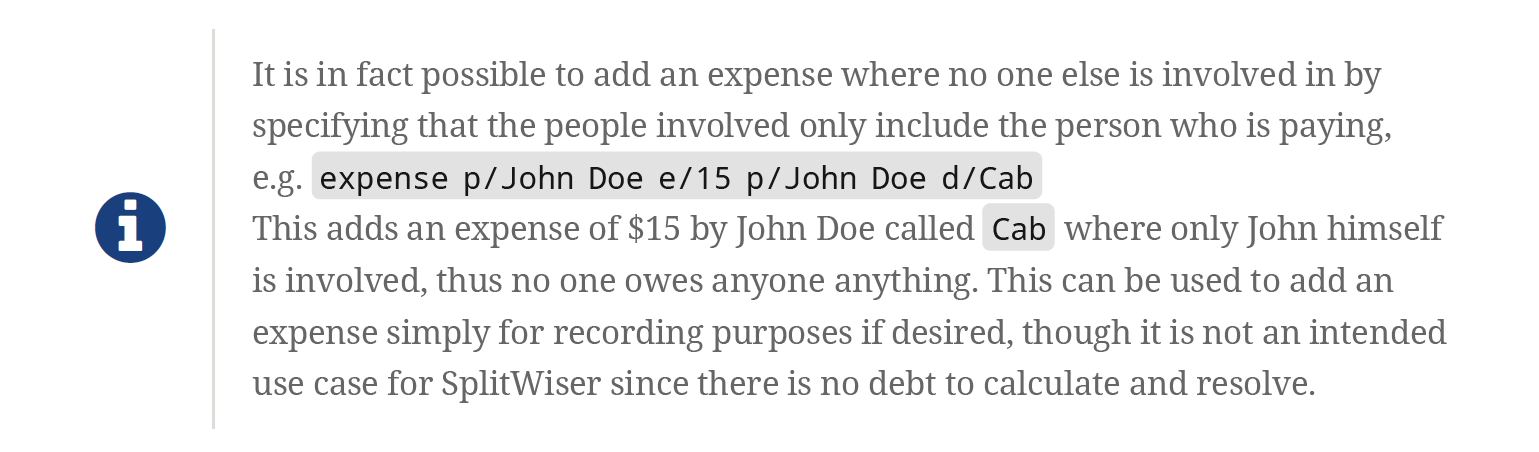 It is in fact possible to add an expense where no one else is involved in by
specifying that the people involved only include the person who is paying,
e.g. expense p/John Doe e/15 p/John Doe d/Cab
This adds an expense of $15 by John Doe called Cab where only John himself
is involved, thus no one owes anyone anything. This can be used to add an
expense simply for recording purposes if desired, though it is not an intended
use case for SplitWiser since there is no debt to calculate and resolve.